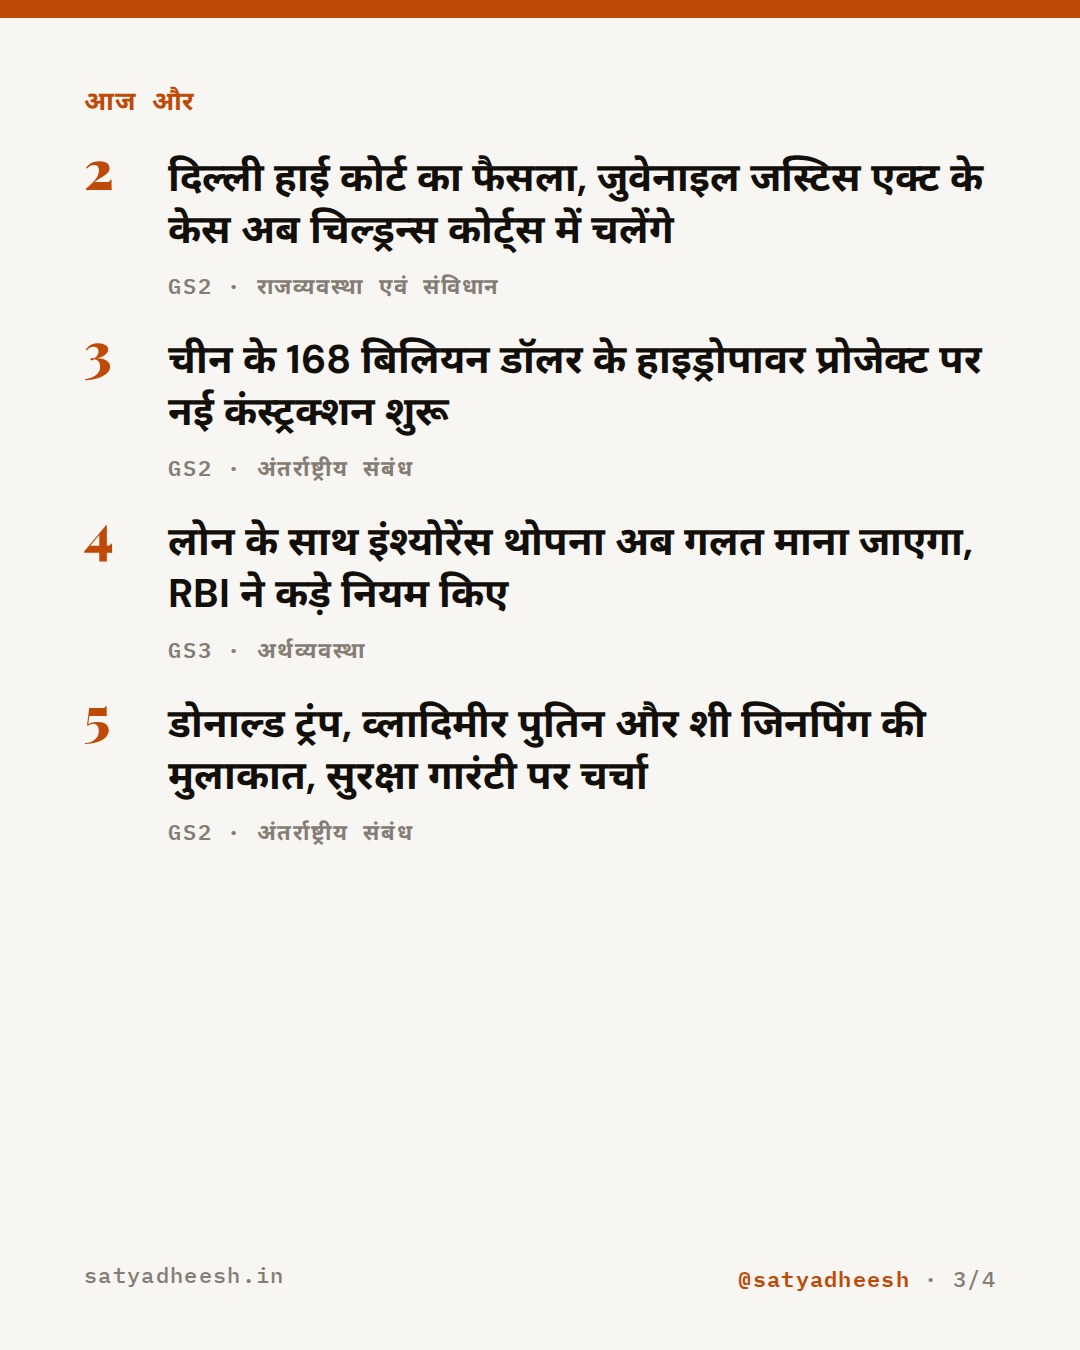 आज और
2 दिल्ली हाई कोर्ट का फैसला, जुवेनाइल जस्टिस एक्ट के
केस अब चिल्ड्रन्स कोर्ट्स में चलेंगे
GS2 · राजव्यवस्था एवं संविधान
3 चीन के 168 बिलियन डॉलर के हाइड्रोपावर प्रोजेक्ट पर
नई कंस्ट्रक्शन शुरू
GS2 · अंतर्राष्ट्रीय संबंध
4 लोन के साथ इंश्योरेंस थोपना अब गलत माना जाएगा,
RBI ने कड़े नियम किए
GS3 · अर्थव्यवस्था
5 डोनाल्ड ट्रंप, व्लादिमीर पुतिन और शी जिनपिंग की
मुलाकात, सुरक्षा गारंटी पर चर्चा
GS2 · अंतर्राष्ट्रीय संबंध
satyadheesh.in
@satyadheesh · 3/4